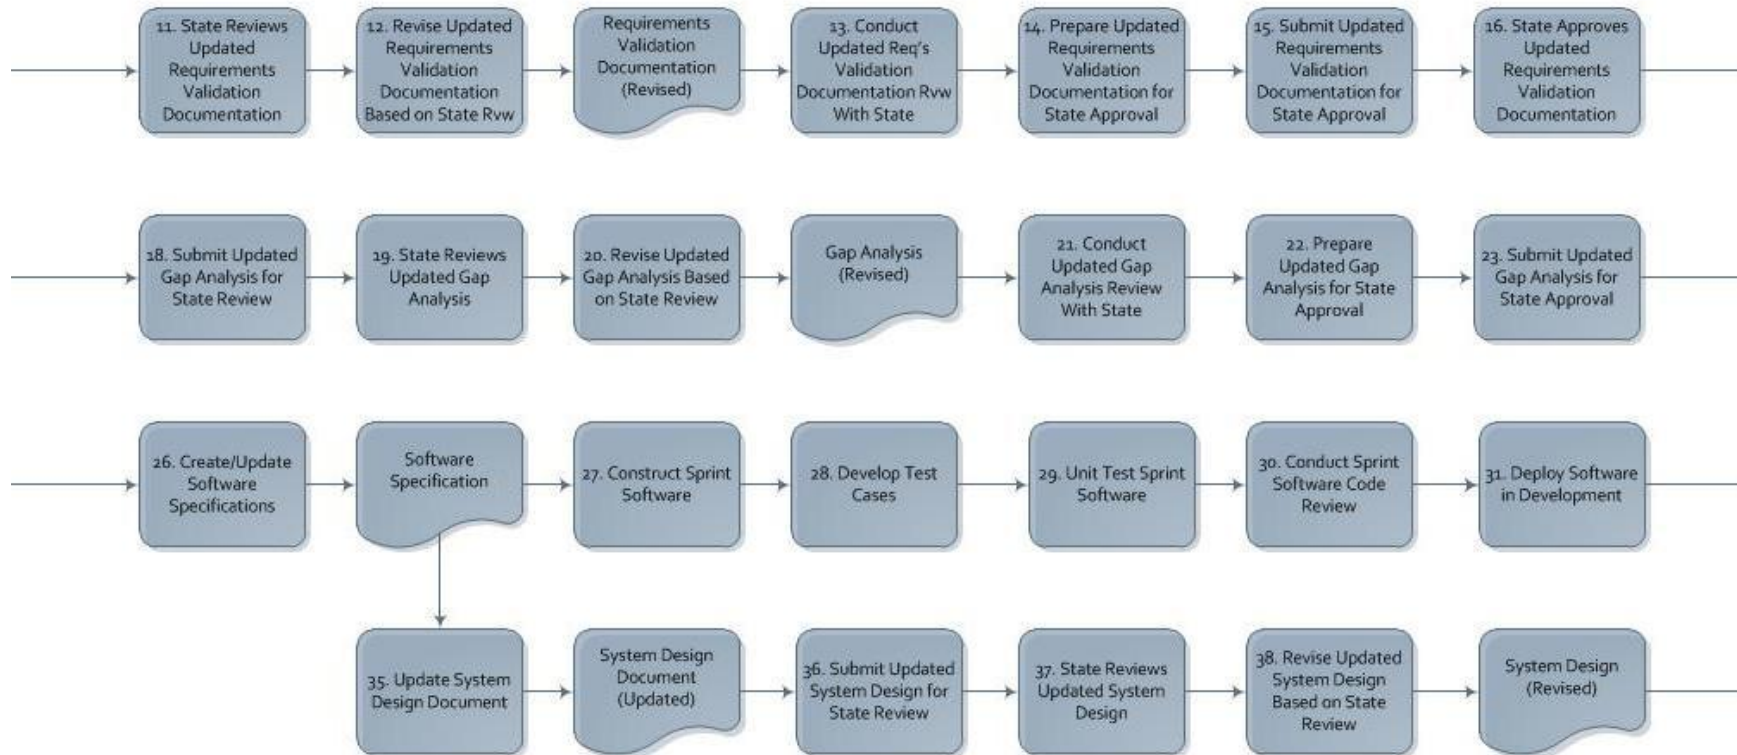 11. State Reviews
Updated
Requirements
Validation
Documentation
12. Revise Updated
Requirements
Validation
Documentation
Based on State Rvw
Requirements
Validation
Documentation
(Revised)
13. Conduct
Updated Req's
Validation
Documentation Rvw
With State
14. Prepare Updated
Requirements
Validation
Documentation for
State Approval
15. Submit Updated
Requirements
Validation
Documentation for
State Approval
16. State Approves
Updated
Requirements
Validation
Documentation
18. Submit Updated
Gap Analysis for
State Review
19. State Reviews
Updated Gap
Analysis
20. Revise Updated
Gap Analysis Based
on State Review
Gap Analysis
(Revised)
21. Conduct
Updated Gap
Analysis Review
With State
22. Prepare
Updated Gap
Analysis for State
Approval
23. Submit Updated
Gap Analysis for
State Approval
26. Create/Update
Software
Specifications
Software
Specification
27. Construct Sprint
Software
28. Develop Test
Cases
29. Unit Test Sprint
Software
30. Conduct Sprint
Software Code
Review
31. Deploy Software
in Development
35. Update System
Design Document
System Design
Document
(Updated)
36. Submit Updated
System Design for
State Review
37. State Reviews
Updated System
Design
38. Revise Updated
System Design
Based on State
Review
System Design
(Revised)